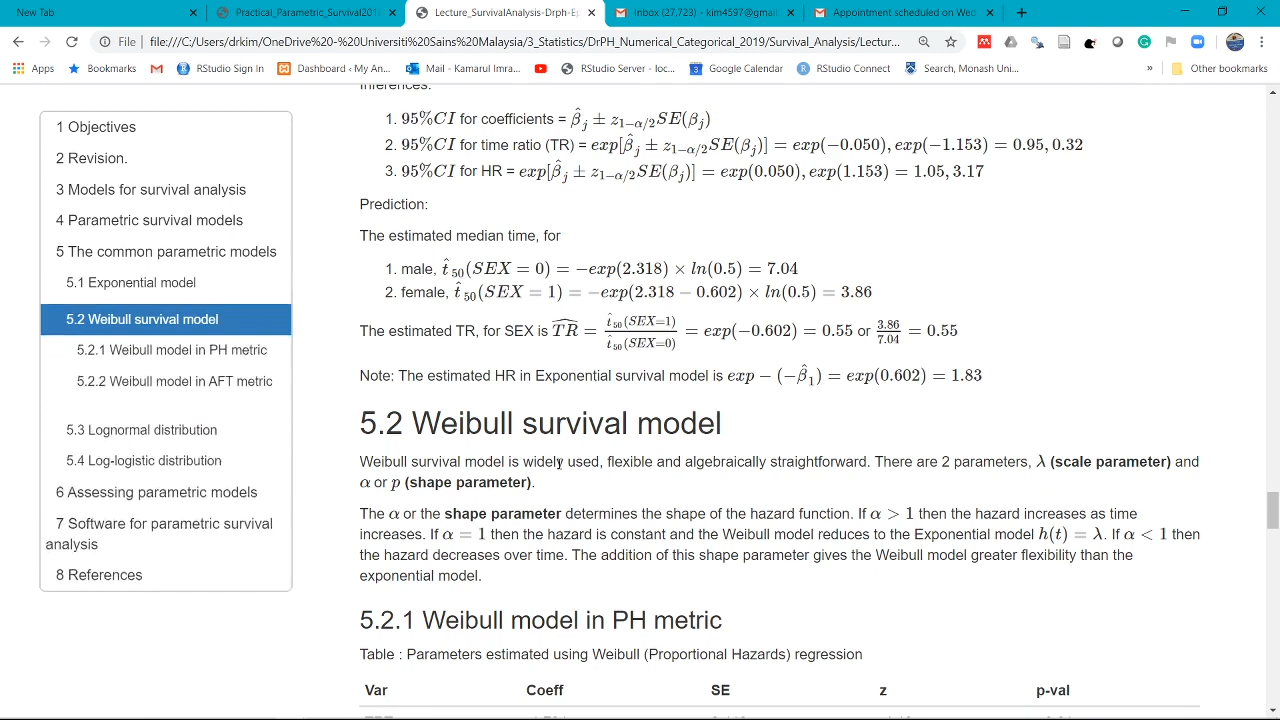 New Tab
Practical_Parametric_Survival201
Lecture_SurvivalAnalysis-Drph-Ep
Inbox (27,723) - kim4597@gmail
Appointment scheduled on Wed
File
file:///C:/Users/drkim/OneDrive%20-%20Universiti%20Sains%20Malaysia/3_Statistics/DrPH_Numerical_Categorical_2019/Survival_Analysis/Lectur...
Apps
Bookmarks
RStudio Sign In
Dashboard ‹ My An...
Mail - Kamarul Imra...
RStudio Server - loc...
Google Calendar
RStudio Connect
Search, Monash Uni...
»
Other bookmarks
1 Objectives
2 Revision.
3 Models for survival analysis
4 Parametric survival models
5 The common parametric models
5.1 Exponential model
5.2 Weibull survival model
5.2.1 Weibull model in PH metric
5.2.2 Weibull model in AFT metric
5.3 Lognormal distribution
5.4 Log-logistic distribution
6 Assessing parametric models
7 Software for parametric survival
analysis
8 References
Inferences:
1. 95%CI for coefficients = β̂j ± z1−α/2SE(βj)
2. 95%CI for time ratio (TR) = exp[β̂j ± z1−α/2SE(βj)] = exp(−0.050), exp(−1.153) = 0.95, 0.32
3. 95%CI for HR = exp[β̂j ± z1−α/2SE(βj)] = exp(0.050), exp(1.153) = 1.05, 3.17
Prediction:
The estimated median time, for
1. male, t̂50(SEX = 0) = −exp(2.318) × ln(0.5) = 7.04
2. female, t̂50(SEX = 1) = −exp(2.318 − 0.602) × ln(0.5) = 3.86
The estimated TR, for SEX is T̂R = t̂50(SEX=1)/t̂50(SEX=0) = exp(−0.602) = 0.55 or 3.86/7.04 = 0.55
Note: The estimated HR in Exponential survival model is exp − (−β̂1) = exp(0.602) = 1.83
5.2 Weibull survival model
Weibull survival model is widely used, flexible and algebraically straightforward. There are 2 parameters, λ (scale parameter) and
α or p (shape parameter).
The α or the shape parameter determines the shape of the hazard function. If α > 1 then the hazard increases as time
increases. If α = 1 then the hazard is constant and the Weibull model reduces to the Exponential model h(t) = λ. If α < 1 then
the hazard decreases over time. The addition of this shape parameter gives the Weibull model greater flexibility than the
exponential model.
5.2.1 Weibull model in PH metric
Table : Parameters estimated using Weibull (Proportional Hazards) regression
Var Coeff SE z p-val